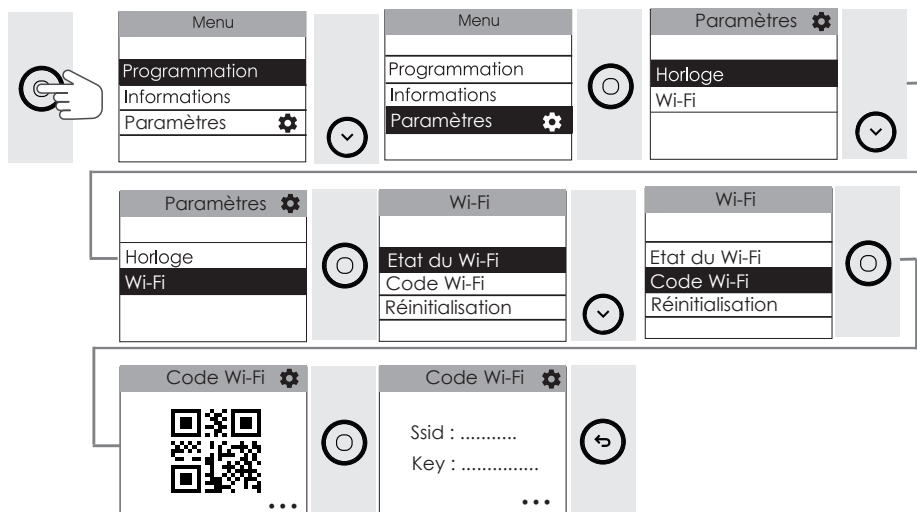 Menu
Programmation
Informations
Paramètres
Menu
Programmation
Informations
Paramètres
Paramètres
Horloge
Wi-Fi
Paramètres
Horloge
Wi-Fi
Wi-Fi
Etat du Wi-Fi
Code Wi-Fi
Réinitialisation
Wi-Fi
Etat du Wi-Fi
Code Wi-Fi
Réinitialisation
Code Wi-Fi
...
Code Wi-Fi
Ssid : ...........
Key : ...............
...